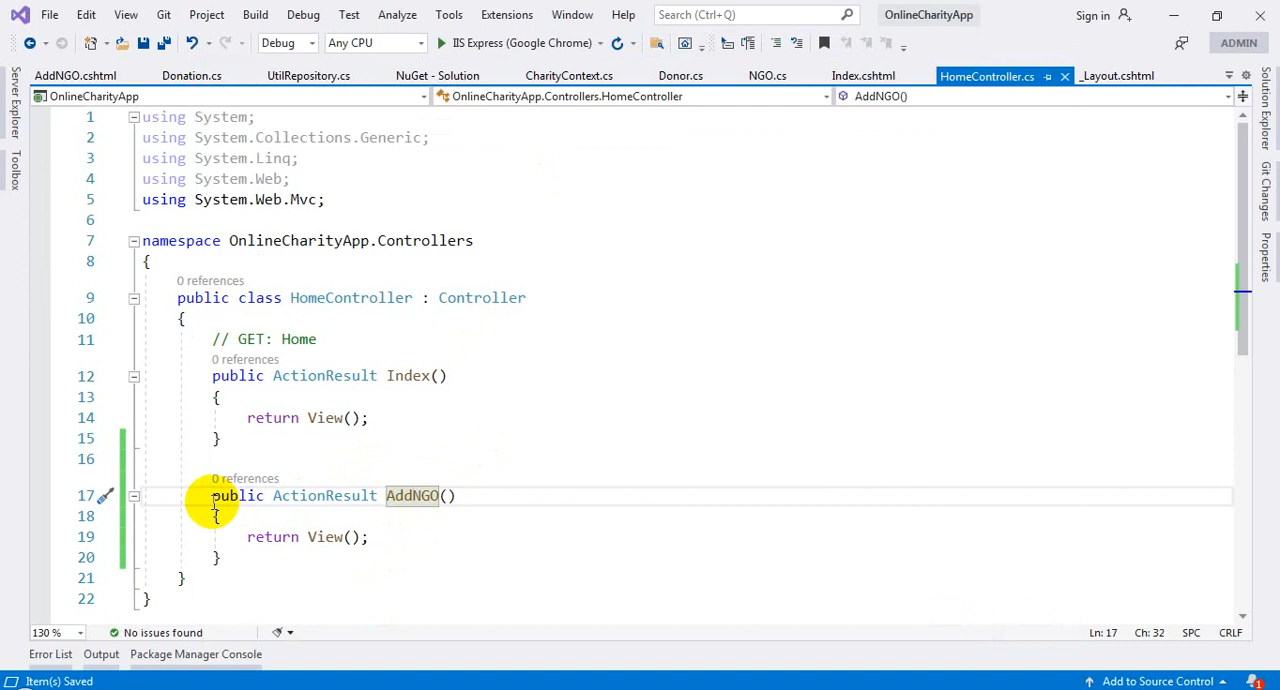 File Edit View Git Project Build Debug Test Analyze Tools Extensions Window Help Search (Ctrl+Q) OnlineCharityApp Sign in
Debug Any CPU IIS Express (Google Chrome) ADMIN
AddNGO.cshtml Donation.cs UtilRepository.cs NuGet - Solution CharityContext.cs Donor.cs NGO.cs Index.cshtml HomeController.cs _Layout.cshtml
OnlineCharityApp OnlineCharityApp.Controllers.HomeController AddNGO()
Server Explorer
Toolbox
1 using System;
2 using System.Collections.Generic;
3 using System.Linq;
4 using System.Web;
5 using System.Web.Mvc;
6
7 namespace OnlineCharityApp.Controllers
8 {
0 references
9 public class HomeController : Controller
10 {
11 // GET: Home
0 references
12 public ActionResult Index()
13 {
14 return View();
15 }
16
0 references
17 public ActionResult AddNGO()
18 {
19 return View();
20 }
21 }
22 }
Solution Explorer
Git Changes
Properties
130 % No issues found Ln: 17 Ch: 32 SPC CRLF
Error List Output Package Manager Console
Item(s) Saved Add to Source Control 1